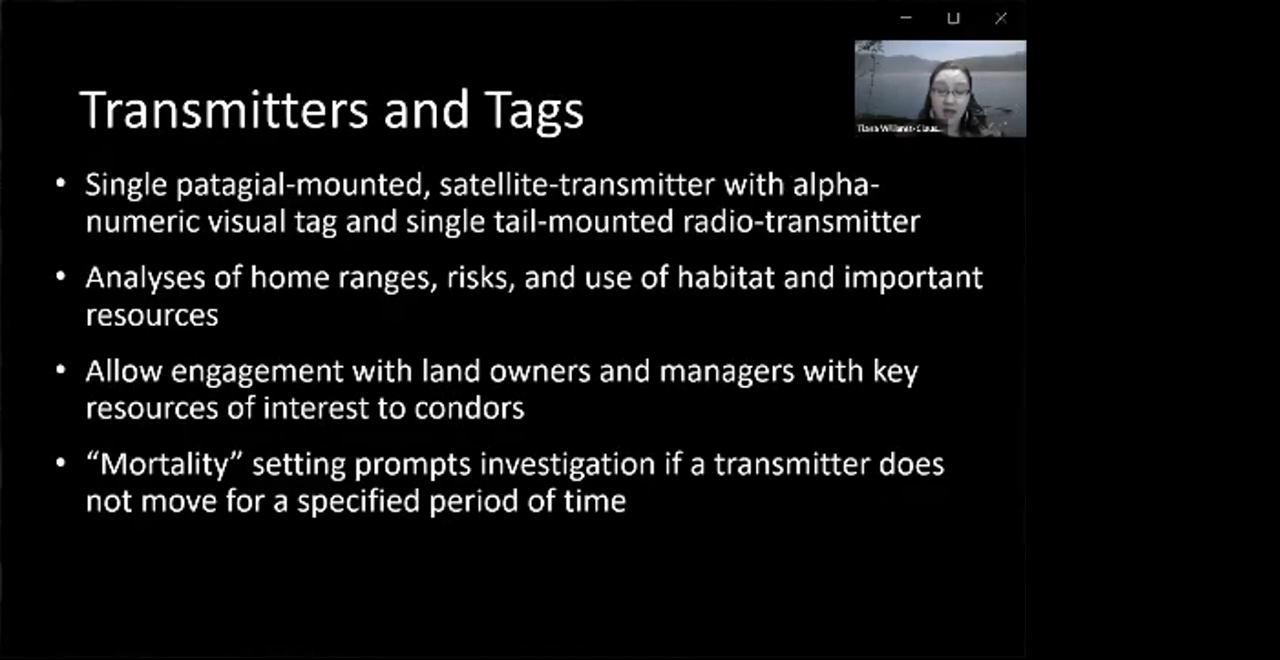 Transmitters and Tags
• Single patagial-mounted, satellite-transmitter with alpha-
numeric visual tag and single tail-mounted radio-transmitter
• Analyses of home ranges, risks, and use of habitat and important
resources
• Allow engagement with land owners and managers with key
resources of interest to condors
• “Mortality” setting prompts investigation if a transmitter does
not move for a specified period of time